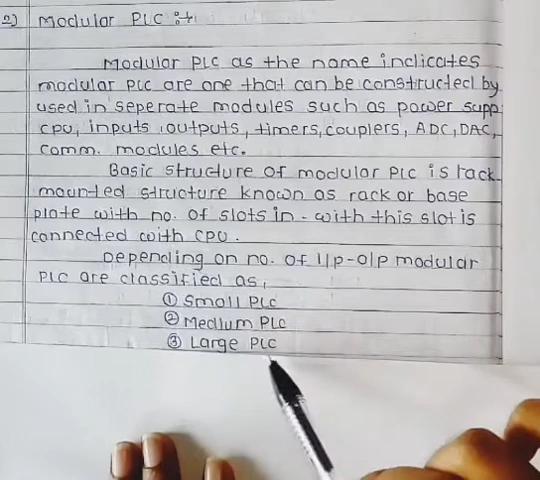 2) Modular PLC :→
Modular PLC as the name indicates
modular PLC are one that can be constructed by
used in seperate modules such as power supp
CPU, inputs, outputs, timers, couplers, ADC, DAC,
comm. modules etc.
Basic structure of modular PLC is rack
mounted structure known as rack or base
plate with no. of slots in - with this slot is
connected with CPU.
Depending on no. of I/p-o/p modular
PLC are classified as,
① Small PLC
② Medium PLC
③ Large PLC